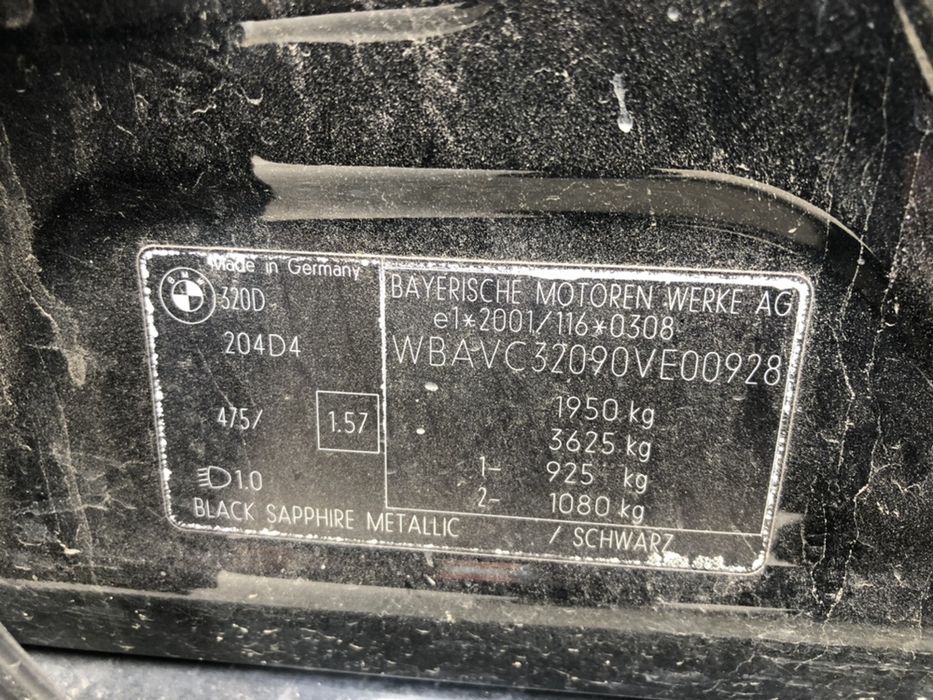 Made in Germany
320D
204D4
475/
1.57
1.0
BAYERISCHE MOTOREN WERKE AG
e1*2001/116*0308
WBAVC32090VE00928
1950 kg
3625 kg
1- 925 kg
2- 1080 kg
BLACK SAPPHIRE METALLIC / SCHWARZ